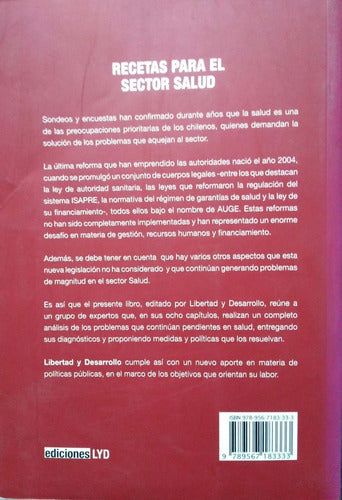 RECETAS PARA EL
SECTOR SALUD
Sondeos y encuestas han confirmado durante años que la salud es una
de las preocupaciones prioritarias de los chilenos, quienes demandan la
solución de los problemas que aquejan al sector.
La última reforma que han emprendido las autoridades nació el año 2004,
cuando se promulgó un conjunto de cuerpos legales -entre los que destacan
la ley de autoridad sanitaria, las leyes que reformaron la regulación del
sistema ISAPRE, la normativa del régimen de garantías de salud y la ley de
su financiamiento-, todos ellos bajo el nombre de AUGE. Estas reformas
no han sido completamente implementadas y han representado un enorme
desafío en materia de gestión, recursos humanos y financiamiento.
Además, se debe tener en cuenta que hay varios otros aspectos que esta
nueva legislación no ha considerado y que continúan generando problemas
de magnitud en el sector Salud.
Es así que el presente libro, editado por Libertad y Desarrollo, reúne a
un grupo de expertos que, en sus ocho capítulos, realizan un completo
análisis de los problemas que continúan pendientes en salud, entregando
sus diagnósticos y proponiendo medidas y políticas que los resuelvan.
Libertad y Desarrollo cumple así con un nuevo aporte en materia de
políticas públicas, en el marco de los objetivos que orientan su labor.
ISBN 978-956-7183-33-3
9 789567 183333
ediciones LYD